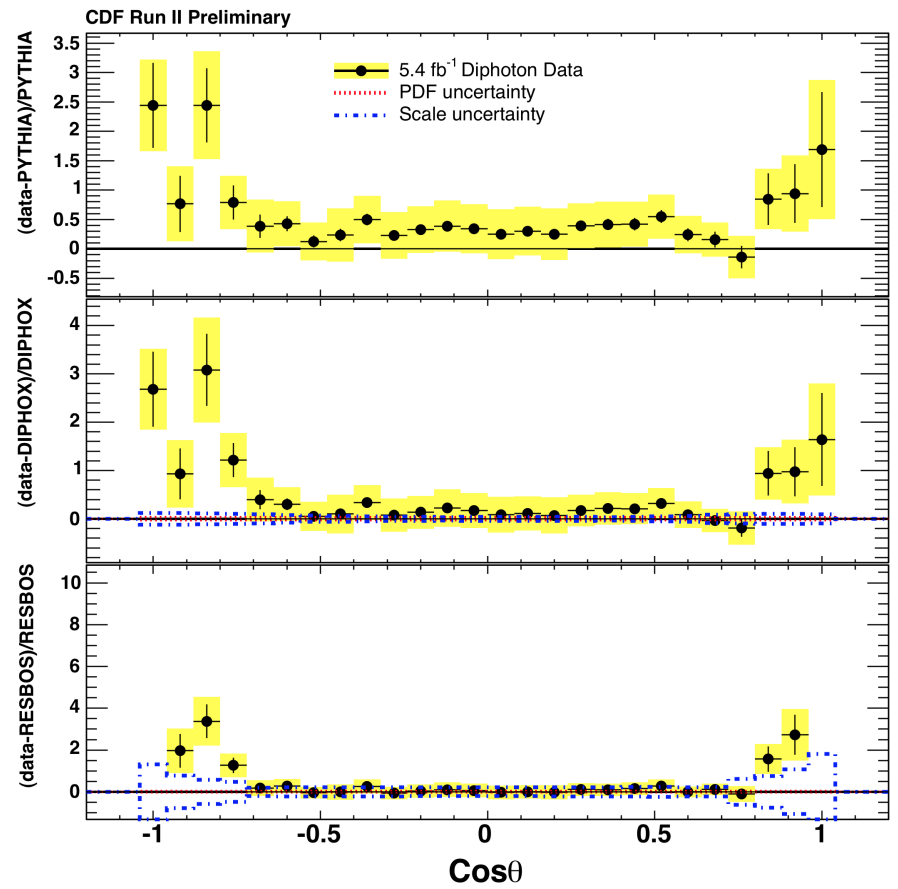 CDF Run II Preliminary
(data-PYTHIA)/PYTHIA
3.5
3
2.5
2
1.5
1
0.5
0
-0.5
5.4 fb⁻¹ Diphoton Data
PDF uncertainty
Scale uncertainty
(data-DIPHOX)/DIPHOX
4
3
2
1
0
(data-RESBOS)/RESBOS
10
8
6
4
2
0
-1 -0.5 0 0.5 1
Cosθ